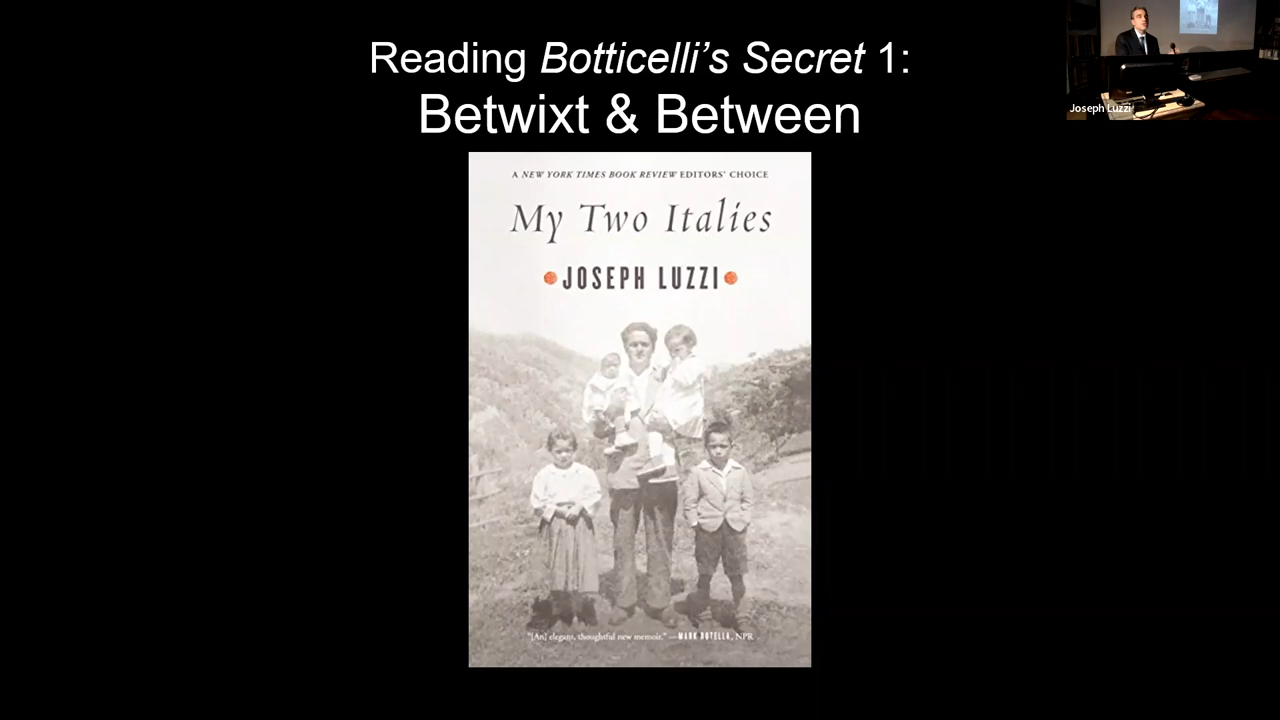 Reading Botticelli's Secret 1:
Betwixt & Between
Joseph Luzzi
A NEW YORK TIMES BOOK REVIEW EDITORS' CHOICE
My Two Italies
JOSEPH LUZZI
"[An] elegant, thoughtful new memoir." —MARK ROTELLA, NPR